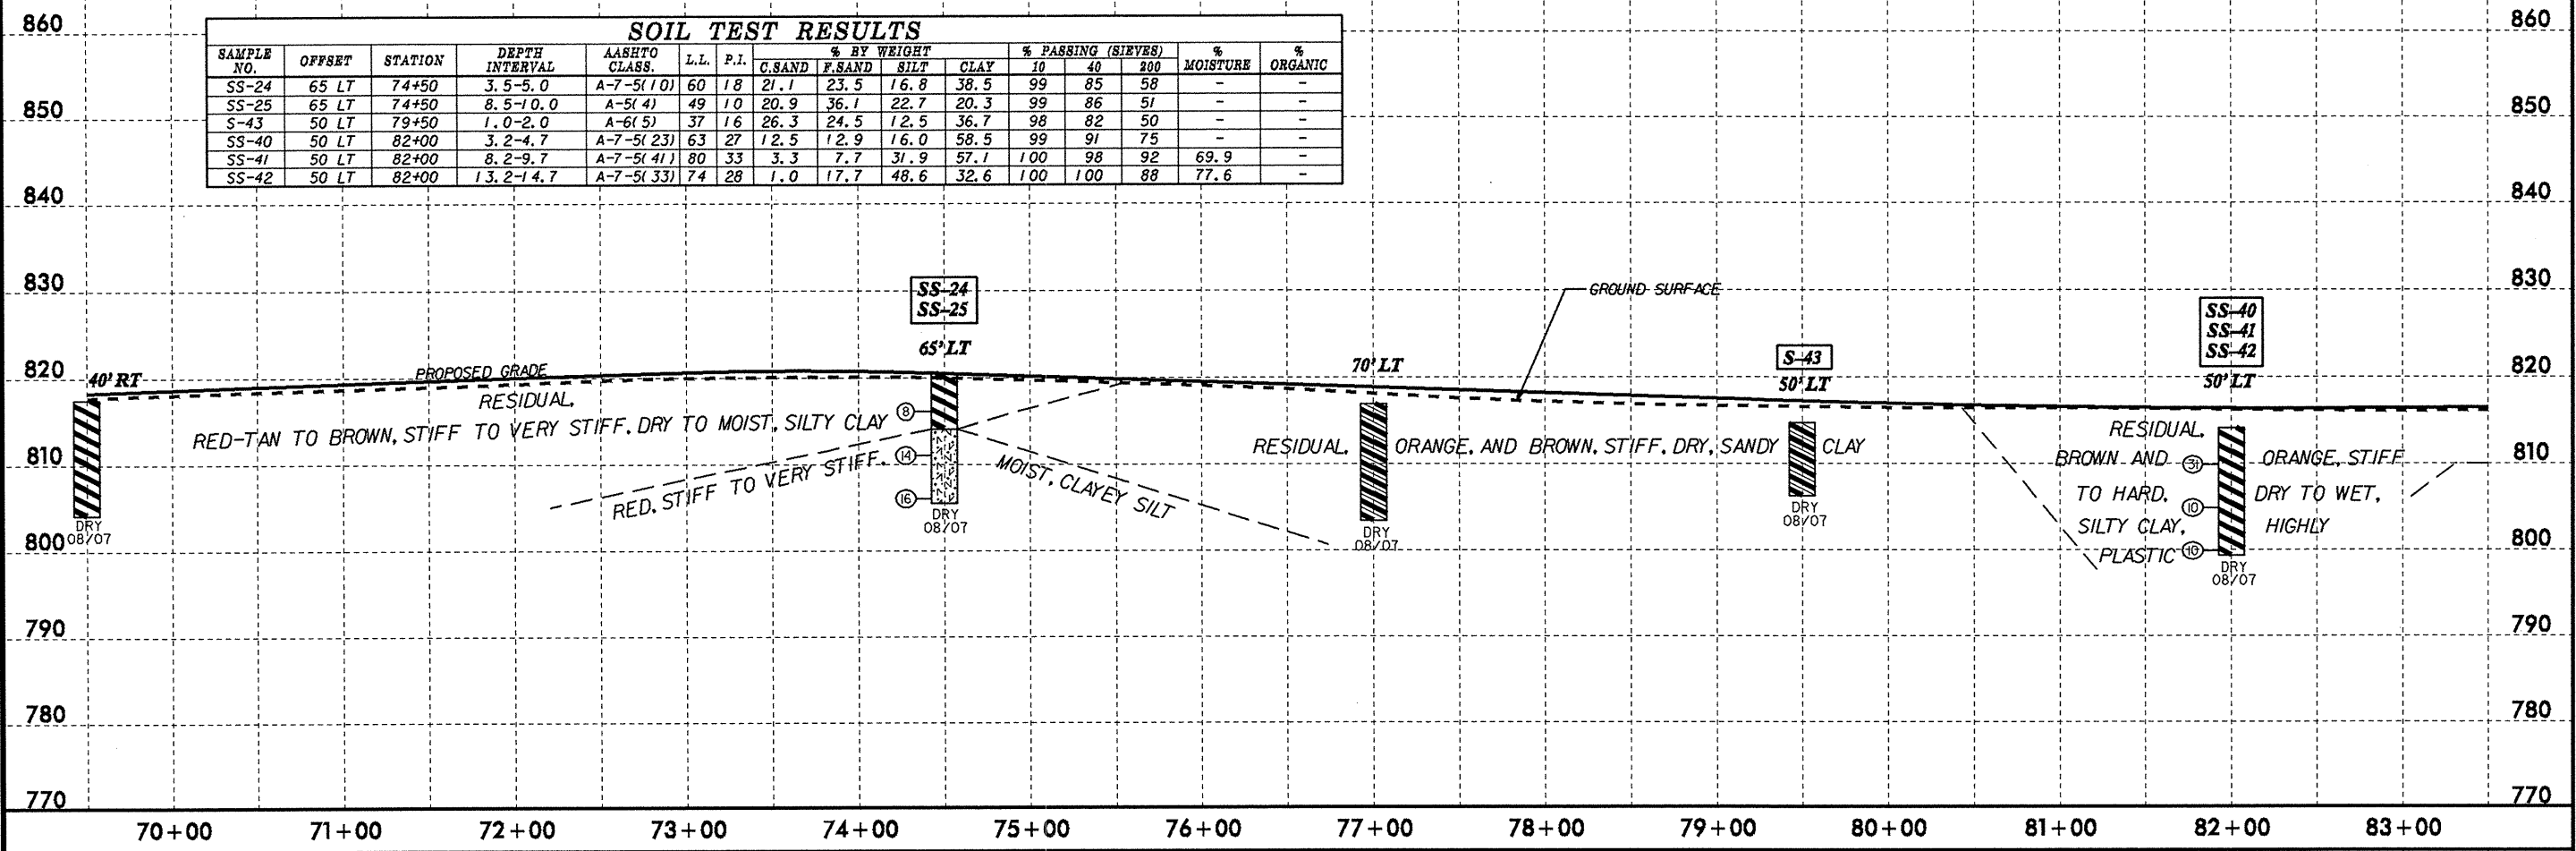 SOIL TEST RESULTS
SAMPLE NO. OFFSET STATION DEPTH INTERVAL AASHTO CLASS. L.L. P.I. % BY WEIGHT % PASSING (SIEVES) % MOISTURE % ORGANIC
C.SAND F.SAND SILT CLAY 10 40 200
SS-24 65 LT 74+50 3.5-5.0 A-7-5(10) 60 18 21.1 23.5 16.8 38.5 99 85 58 - -
SS-25 65 LT 74+50 8.5-10.0 A-5(4) 49 10 20.9 36.1 22.7 20.3 99 86 51 - -
S-43 50 LT 79+50 1.0-2.0 A-6(5) 37 16 26.3 24.5 12.5 36.7 98 82 50 - -
SS-40 50 LT 82+00 3.2-4.7 A-7-5(23) 63 27 12.5 12.9 16.0 58.5 99 91 75 - -
SS-41 50 LT 82+00 8.2-9.7 A-7-5(41) 80 33 3.3 7.7 31.9 57.1 100 98 92 69.9 -
SS-42 50 LT 82+00 13.2-14.7 A-7-5(33) 74 28 1.0 17.7 48.6 32.6 100 100 88 77.6 -
860 860
850 850
840 840
830 830
820 820
810 810
800 800
790 790
780 780
770 770
SS-24
SS-25
65' LT
GROUND SURFACE
SS-40
SS-41
SS-42
50' LT
S-43
50' LT
70' LT
40' RT
PROPOSED GRADE
RESIDUAL,
RED-TAN TO BROWN, STIFF TO VERY STIFF, DRY TO MOIST, SILTY CLAY
8
14
16
RED, STIFF TO VERY STIFF, MOIST, CLAYEY SILT
RESIDUAL, ORANGE, AND BROWN, STIFF, DRY, SANDY CLAY
RESIDUAL,
BROWN AND 31 ORANGE, STIFF
TO HARD, DRY TO WET,
10
SILTY CLAY, HIGHLY
PLASTIC 10
DRY
08/07
DRY
08/07
DRY
08/07
DRY
08/07
DRY
08/07
70+00 71+00 72+00 73+00 74+00 75+00 76+00 77+00 78+00 79+00 80+00 81+00 82+00 83+00